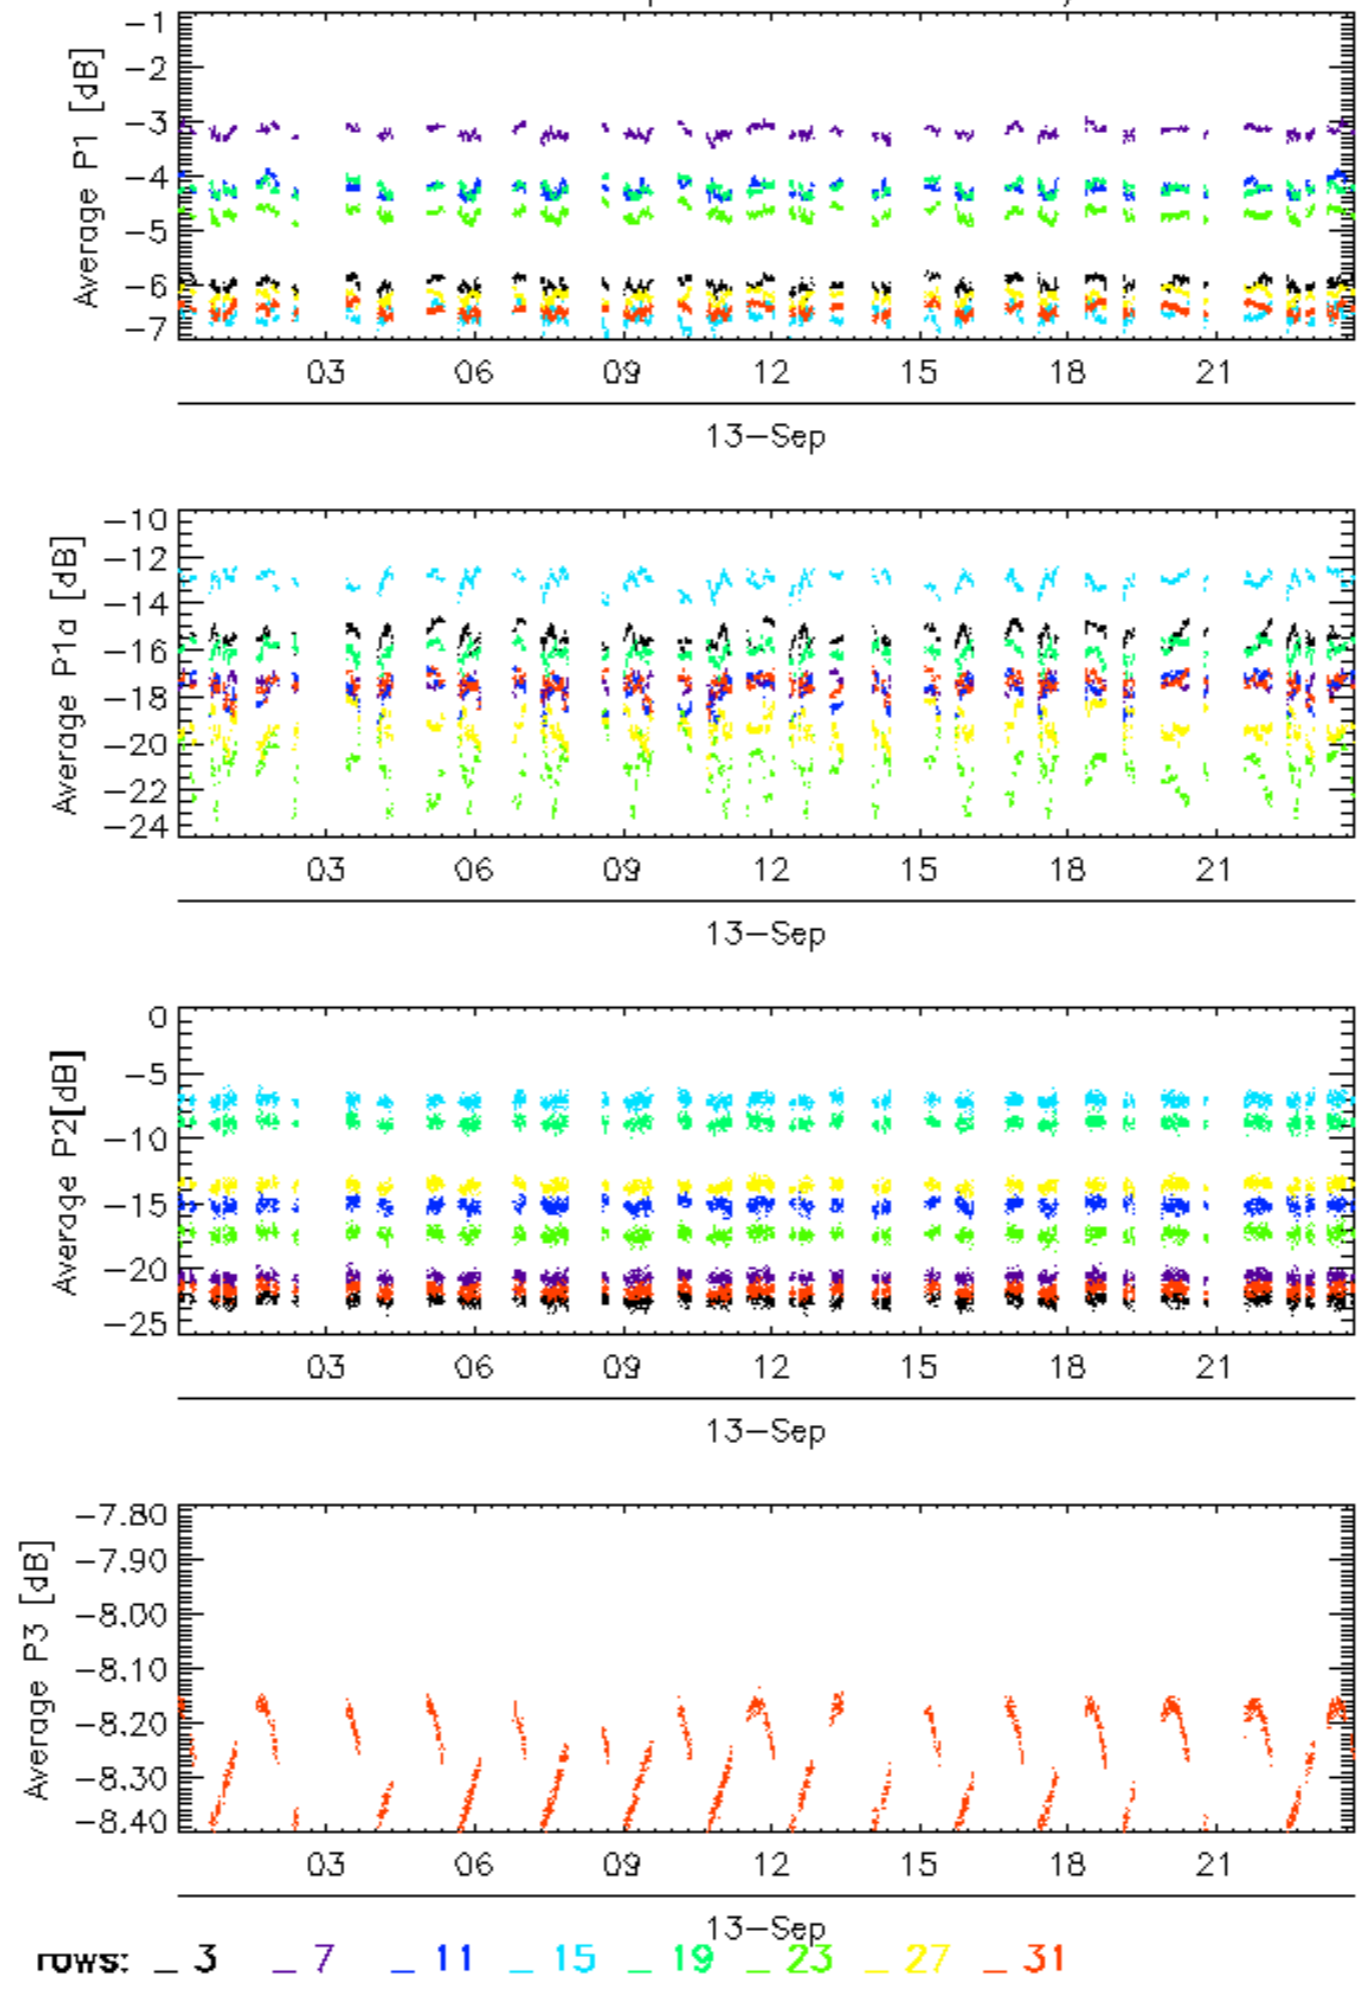 Average P1 [dB]
-1
-2
-3
-4
-5
-6
-7
03 06 09 12 15 18 21
13-Sep
Average P1a [dB]
-10
-12
-14
-16
-18
-20
-22
-24
03 06 09 12 15 18 21
13-Sep
Average P2[dB]
0
-5
-10
-15
-20
-25
03 06 09 12 15 18 21
13-Sep
Average P3 [dB]
-7.80
-7.90
-8.00
-8.10
-8.20
-8.30
-8.40
03 06 09 12 15 18 21
13-Sep
rows: _ 3 _ 7 _ 11 _ 15 _ 19 _ 23 _ 27 _ 31